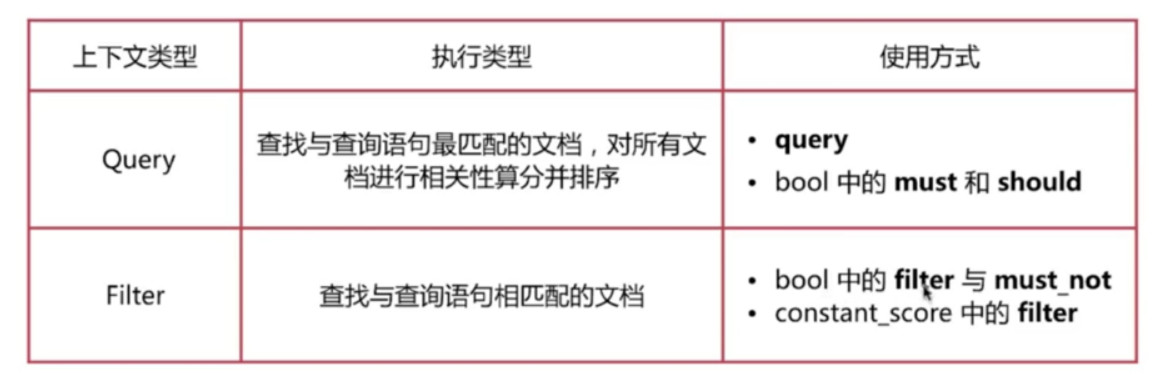 上下文类型
执行类型
使用方式
Query
查找与查询语句最匹配的文档，对所有文
档进行相关性算分并排序
• query
• bool 中的 must 和 should
Filter
查找与查询语句相匹配的文档
• bool 中的 filter 与 must_not
• constant_score 中的 filter